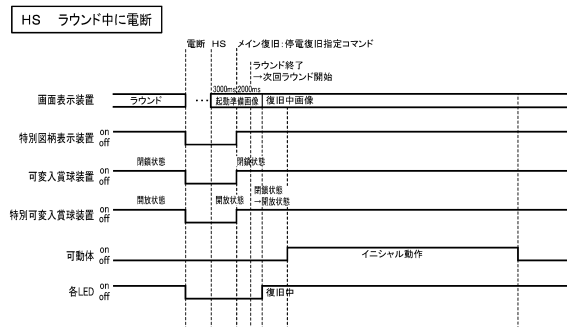 HS ラウンド中に電断
電断 HS メイン復旧:停電復旧指定コマンド
ラウンド終了
→次回ラウンド開始
3000ms 2000ms
画面表示装置 ラウンド ・・・ 起動準備画像 復旧中画像
特別図柄表示装置 on
off
閉鎖状態 閉鎖状態
可変入賞球装置 on
off
開放状態 開放状態 閉鎖状態
→開放状態
特別可変入賞球装置 on
off
可動体 on
off
イニシャル動作
各LED on
off
復旧中